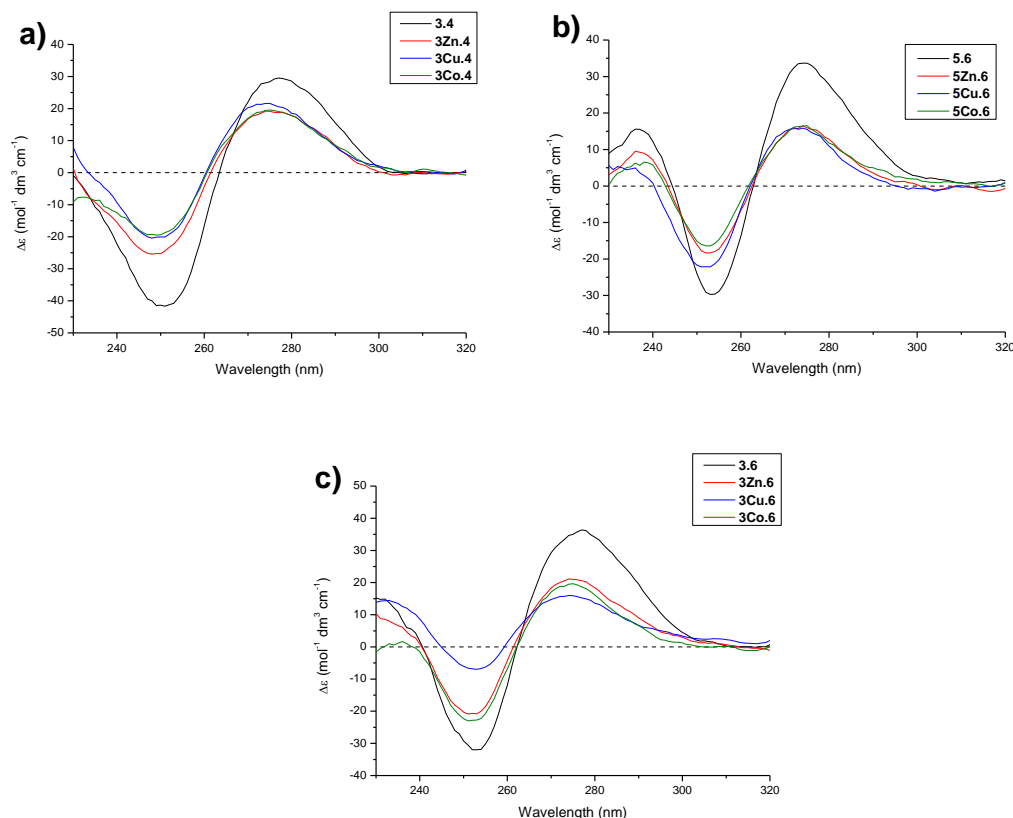 a)
3.4
3Zn.4
3Cu.4
3Co.4
40
30
20
10
0
-10
-20
-30
-40
-50
240
260
280
300
320
Δε (mol⁻¹ dm³ cm⁻¹)
Wavelength (nm)
b)
5.6
5Zn.6
5Cu.6
5Co.6
40
30
20
10
0
-10
-20
-30
-40
240
260
280
300
320
Δε (mol⁻¹ dm³ cm⁻¹)
Wavelength (nm)
c)
3.6
3Zn.6
3Cu.6
3Co.6
50
40
30
20
10
0
-10
-20
-30
-40
240
260
280
300
320
Δε (mol⁻¹ dm³ cm⁻¹)
Wavelength (nm)